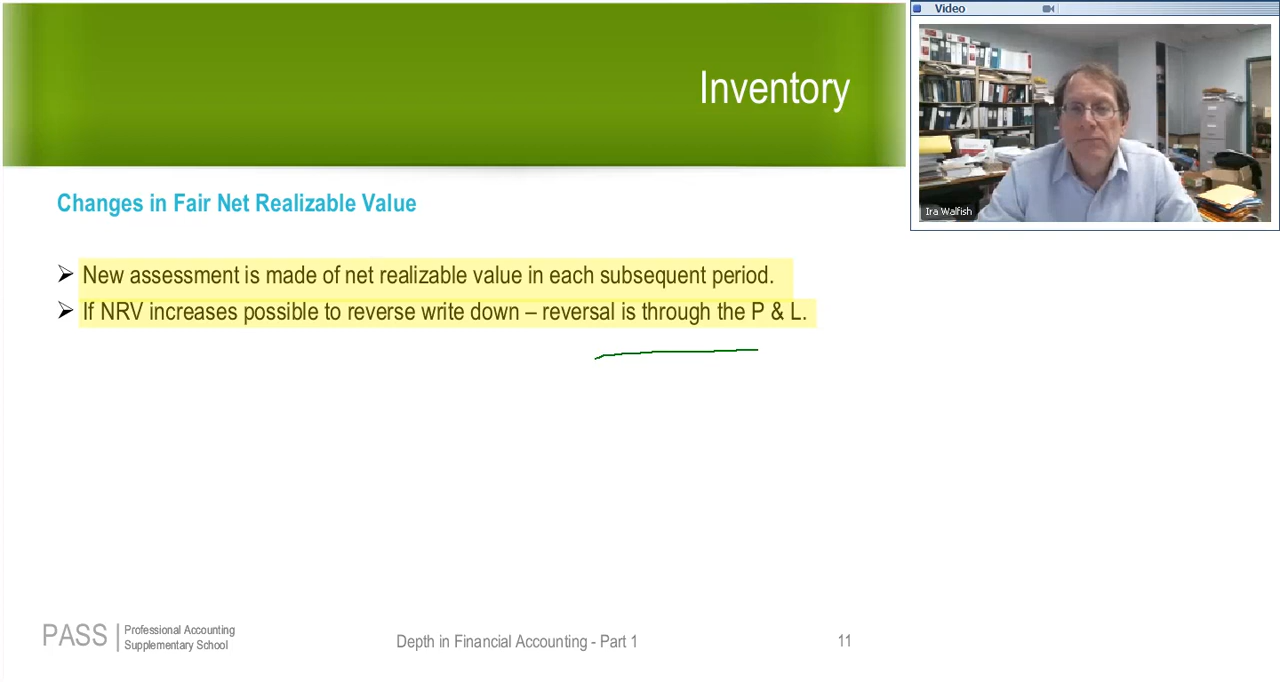 Inventory
Changes in Fair Net Realizable Value
New assessment is made of net realizable value in each subsequent period.
If NRV increases possible to reverse write down – reversal is through the P & L.
PASS
Professional Accounting
Supplementary School
Depth in Financial Accounting - Part 1
11
Video
Ira Walfish